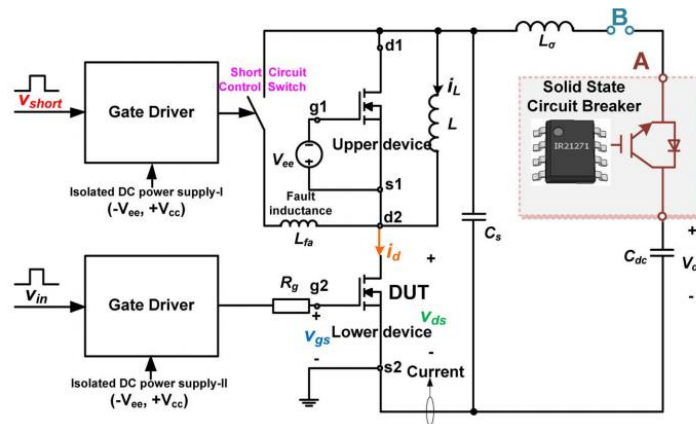 d1
Lσ
B
A
Short Circuit
Control Switch
iL
Solid State
Circuit Breaker
vshort
Gate Driver
g1
L
IR21271
Vee
Upper device
Isolated DC power supply-I
(-Vee, +Vcc)
Fault
inductance
s1
d2
Lfa
Cs
id
+
Cdc
+
Vd
-
vin
Gate Driver
Rg
g2
DUT
+
vgs
-
vds
Lower device
-
s2
Current
Isolated DC power supply-II
(-Vee, +Vcc)